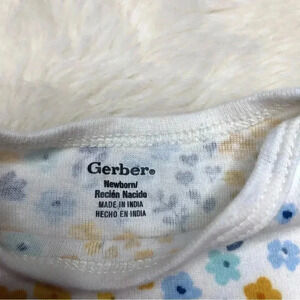 Gerber®
Newborn/
Recién Nacido
MADE IN INDIA
HECHO EN INDIA